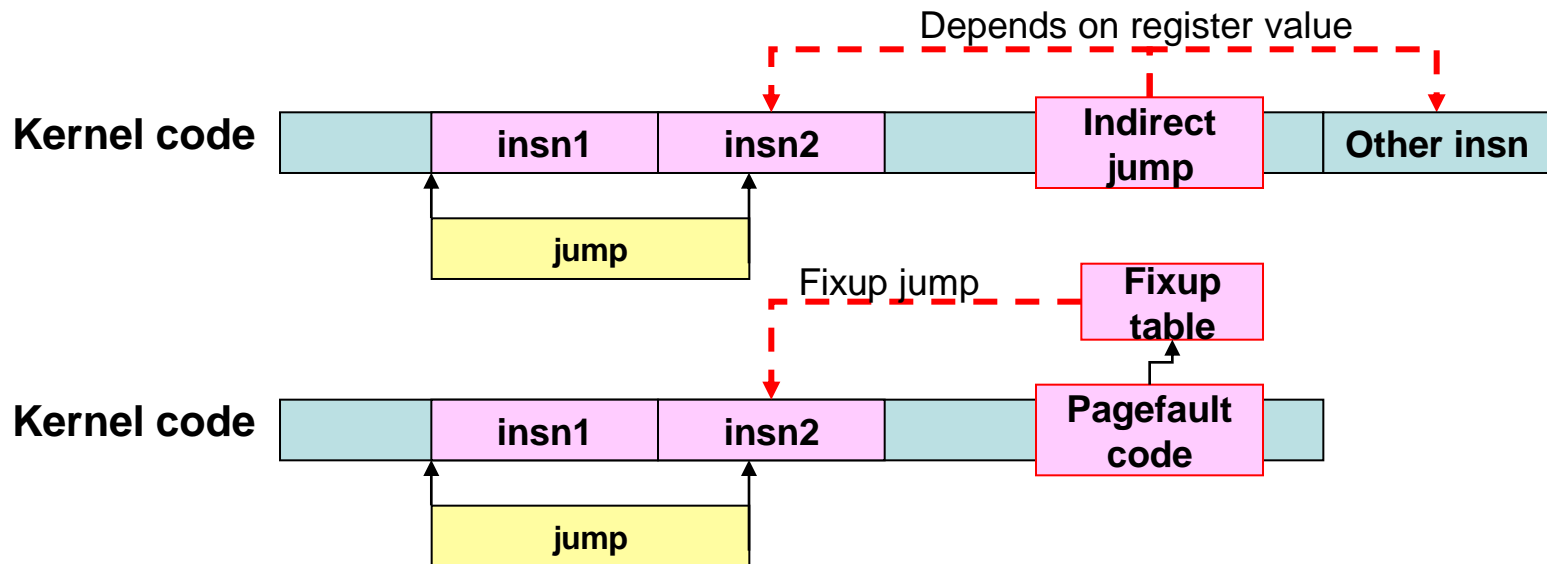 Depends on register value
Kernel code
insn1
insn2
Indirect
jump
Other insn
jump
Fixup jump
Fixup
table
Kernel code
insn1
insn2
Pagefault
code
jump